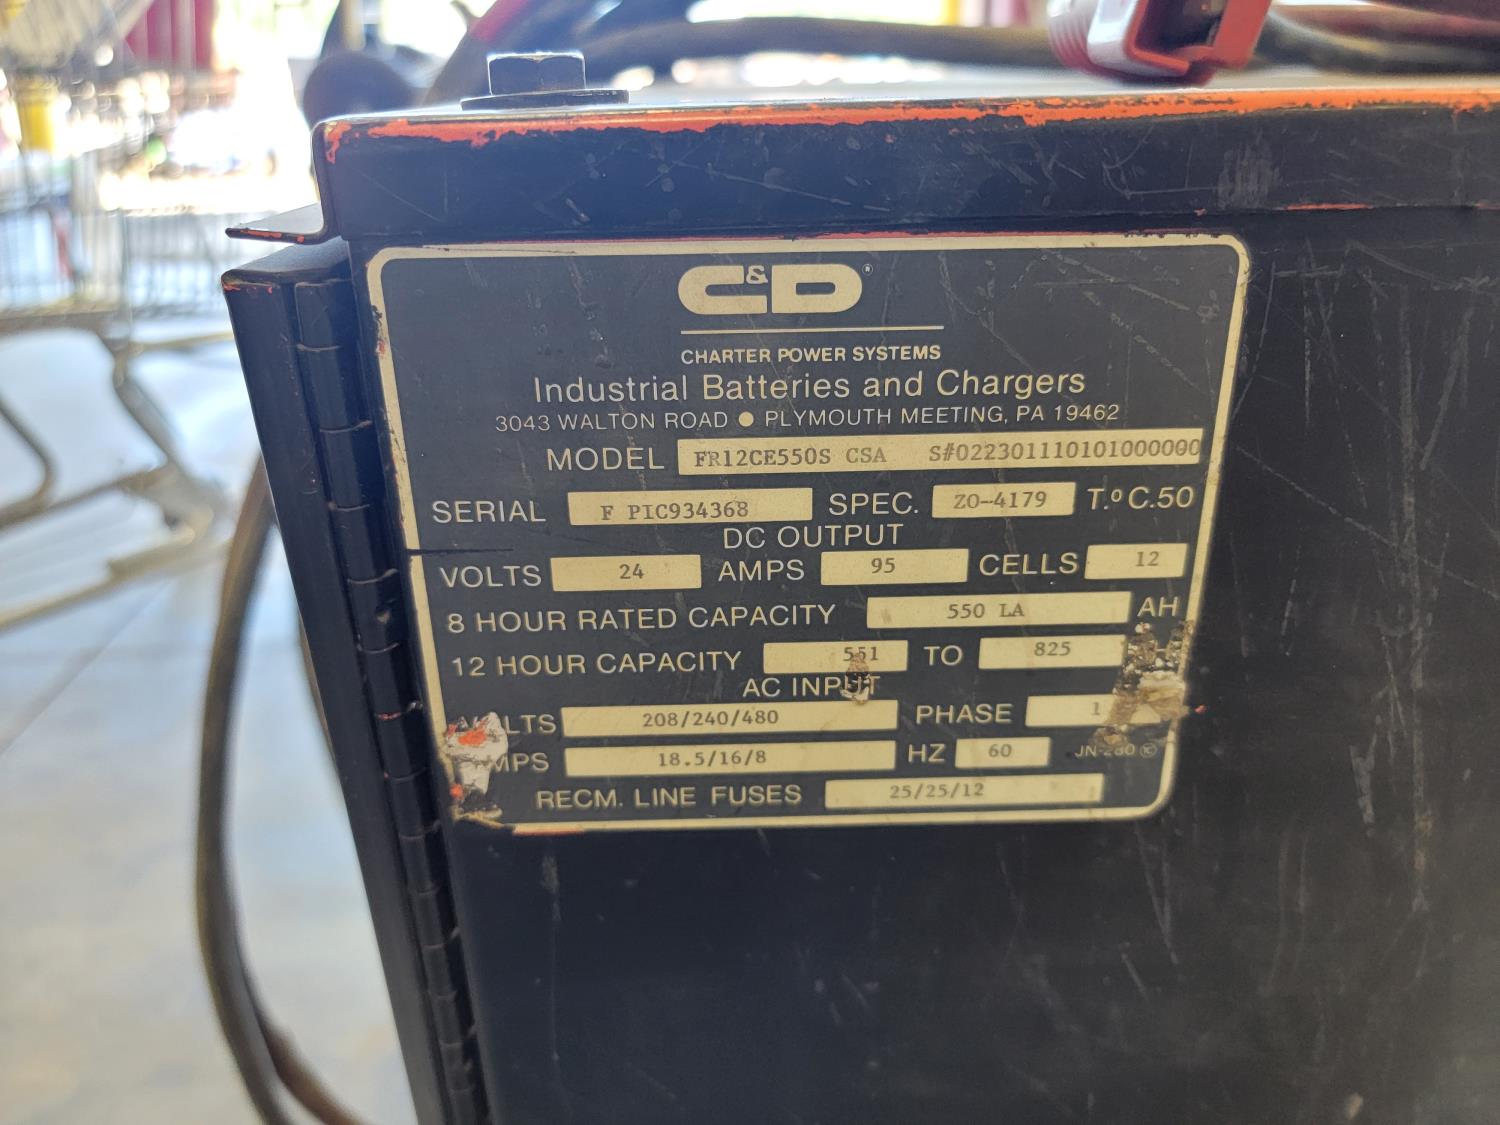 C&D®
CHARTER POWER SYSTEMS
Industrial Batteries and Chargers
3043 WALTON ROAD ● PLYMOUTH MEETING, PA 19462
MODEL FR12CE550S CSA S#022301110101000000
SERIAL F PIC934368 SPEC. ZO-4179 T.º C.50
DC OUTPUT
VOLTS 24 AMPS 95 CELLS 12
8 HOUR RATED CAPACITY 550 LA AH
12 HOUR CAPACITY 551 TO 825
AC INPUT
VOLTS 208/240/480 PHASE 1
AMPS 18.5/16/8 HZ 60
RECM. LINE FUSES 25/25/12